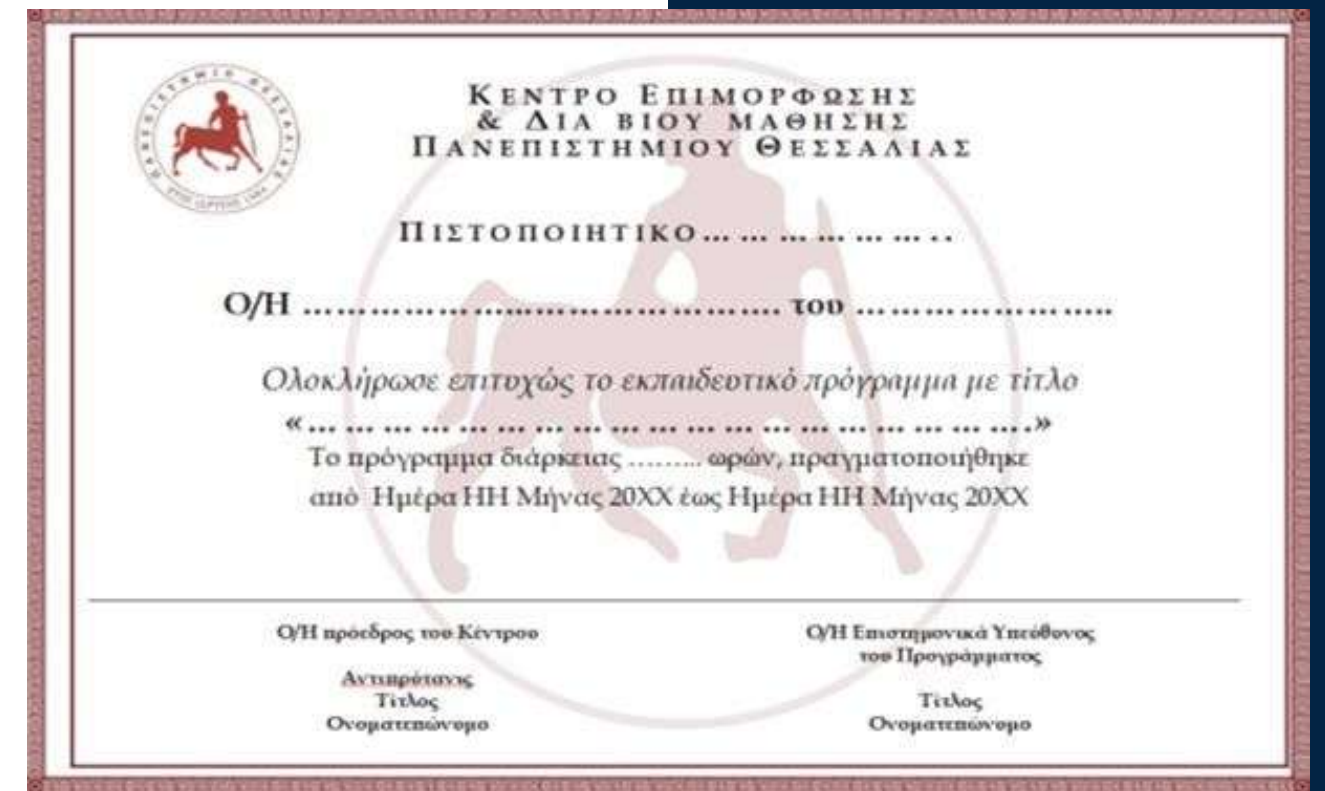 ΠΑΝΕΠΙΣΤΗΜΙΟ ΘΕΣΣΑΛΙΑΣ
ΚΕΝΤΡΟ ΕΠΙΜΟΡΦΩΣΗΣ
& ΔΙΑ ΒΙΟΥ ΜΑΘΗΣΗΣ
ΠΑΝΕΠΙΣΤΗΜΙΟΥ ΘΕΣΣΑΛΙΑΣ
ΠΙΣΤΟΠΟΙΗΤΙΚΟ… … … … … … . .
Ο/Η ………………………………………. του …………………..
Ολοκλήρωσε επιτυχώς το εκπαιδευτικό πρόγραμμα με τίτλο
«… … … … … … … … … … … … … … … … … … ….»
Το πρόγραμμα διάρκειας ……... ωρών, πραγματοποιήθηκε
από Ημέρα ΗΗ Μήνας 20ΧΧ έως Ημέρα ΗΗ Μήνας 20ΧΧ
Ο/Η πρόεδρος του Κέντρου
Αντιπρύτανις
Τίτλος
Ονοματεπώνυμο
Ο/Η Επιστημονικά Υπεύθυνος
του Προγράμματος
Τίτλος
Ονοματεπώνυμο